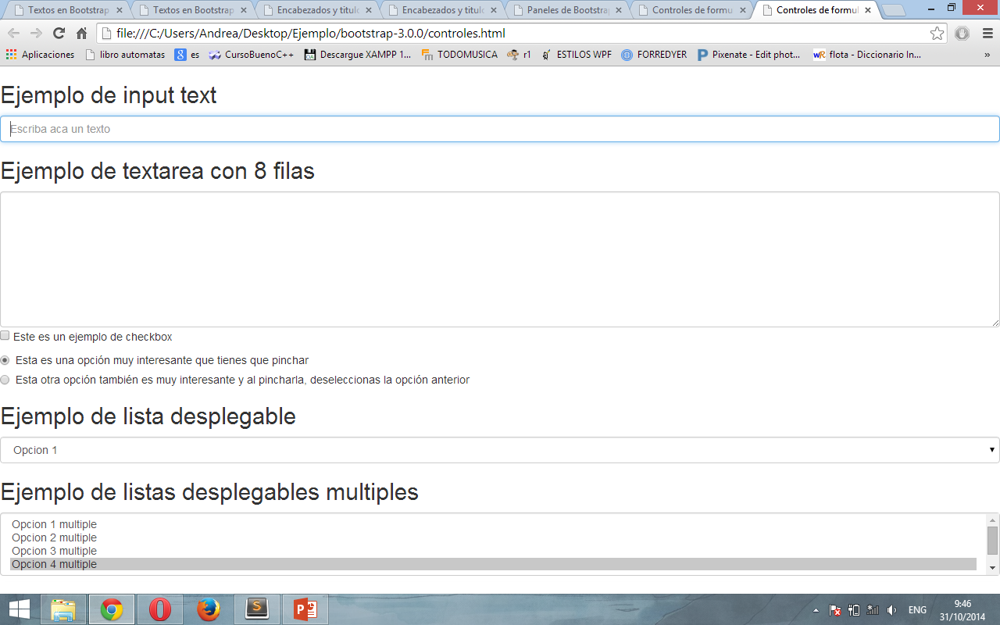 Textos en Bootstrap
Textos en Bootstrap
Encabezados y titulo
Encabezados y titulo
Paneles de Bootstra
Controles de formu
Controles de formul
file:///C:/Users/Andrea/Desktop/Ejemplo/bootstrap-3.0.0/controles.html
Aplicaciones libro automatas es CursoBuenoC++ Descargue XAMPP 1... TODOMUSICA r1 ESTILOS WPF FORREDYER Pixenate - Edit phot... flota - Diccionario In... »
Ejemplo de input text
Escriba aca un texto
Ejemplo de textarea con 8 filas
Este es un ejemplo de checkbox
Esta es una opción muy interesante que tienes que pinchar
Esta otra opción también es muy interesante y al pincharla, deseleccionas la opción anterior
Ejemplo de lista desplegable
Opcion 1
Ejemplo de listas desplegables multiples
Opcion 1 multiple
Opcion 2 multiple
Opcion 3 multiple
Opcion 4 multiple
ENG
9:46
31/10/2014